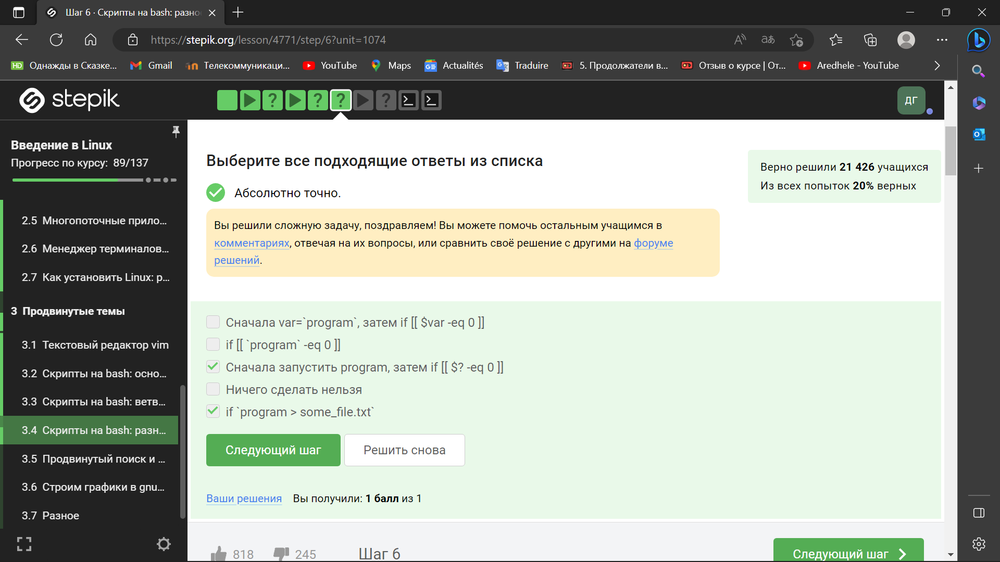 Шаг 6 · Скрипты на bash: разно
https://stepik.org/lesson/4771/step/6?unit=1074
аあ
HD Однажды в Сказке...
Gmail
Телекоммуникаци...
YouTube
Maps
Actualités
Traduire
5. Продолжатели в...
Отзыв о курсе | От...
Aredhele - YouTube
stepik
ДГ
Введение в Linux
Прогресс по курсу: 89/137
2.5 Многопоточные прило...
2.6 Менеджер терминалов...
2.7 Как установить Linux: р...
3 Продвинутые темы
3.1 Текстовый редактор vim
3.2 Скрипты на bash: осно...
3.3 Скрипты на bash: ветв...
3.4 Скрипты на bash: разн...
3.5 Продвинутый поиск и ...
3.6 Строим графики в gnu...
3.7 Разное
Выберите все подходящие ответы из списка
Абсолютно точно.
Вы решили сложную задачу, поздравляем! Вы можете помочь остальным учащимся в
комментариях, отвечая на их вопросы, или сравнить своё решение с другими на форуме
решений.
Верно решили 21 426 учащихся
Из всех попыток 20% верных
Сначала var=`program`, затем if [[ $var -eq 0 ]]
if [[ `program` -eq 0 ]]
Сначала запустить program, затем if [[ $? -eq 0 ]]
Ничего сделать нельзя
if `program > some_file.txt`
Следующий шаг
Решить снова
Ваши решения Вы получили: 1 балл из 1
818
245
Шаг 6
Следующий шаг